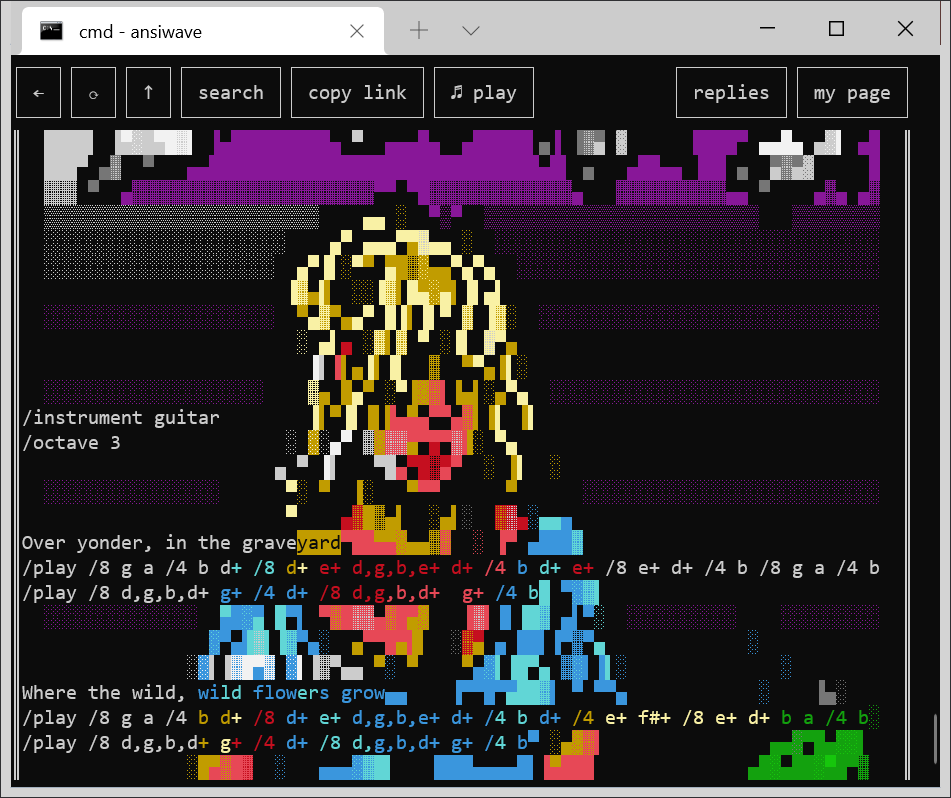 cmd - ansiwave
← ⟳ ↑ search copy link ♫ play replies my page
/instrument guitar
/octave 3
Over yonder, in the graveyard
/play /8 g a /4 b d+ /8 d+ e+ d,g,b,e+ d+ /4 b d+ e+ /8 e+ d+ /4 b /8 g a /4 b
/play /8 d,g,b,d+ g+ /4 d+ /8 d,g,b,d+ g+ /4 b
Where the wild, wild flowers grow
/play /8 g a /4 b d+ /8 d+ e+ d,g,b,e+ d+ /4 b d+ /4 e+ f#+ /8 e+ d+ b a /4 b
/play /8 d,g,b,d+ g+ /4 d+ /8 d,g,b,d+ g+ /4 b